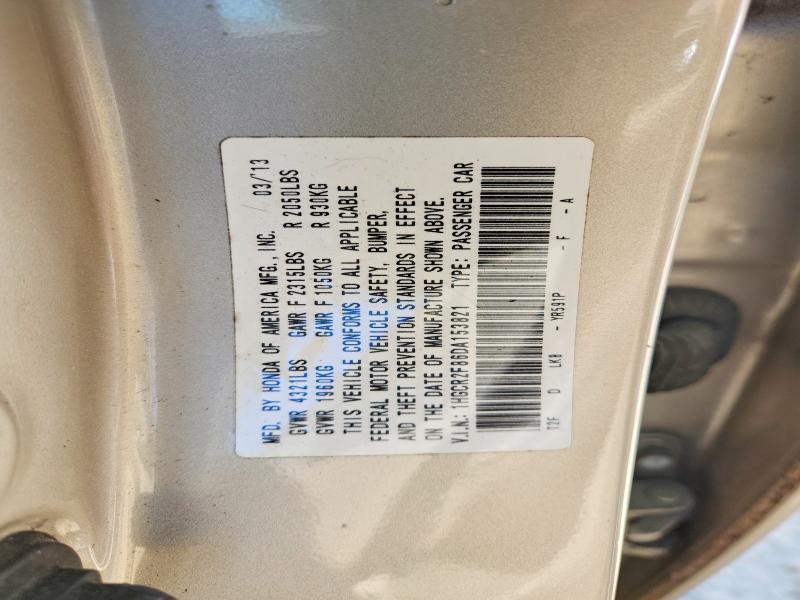 03/13
MFD. BY HONDA OF AMERICA MFG., INC.
GVWR 4321LBS GAWR F 2315LBS R 2050LBS
GVWR 1960KG GAWR F 1050KG R 930KG
THIS VEHICLE CONFORMS TO ALL APPLICABLE
FEDERAL MOTOR VEHICLE SAFETY, BUMPER,
AND THEFT PREVENTION STANDARDS IN EFFECT
ON THE DATE OF MANUFACTURE SHOWN ABOVE.
V.I.N.: 1HGCR2F88DA153821 TYPE: PASSENGER CAR
T2F D LKB - YR591P - F - A